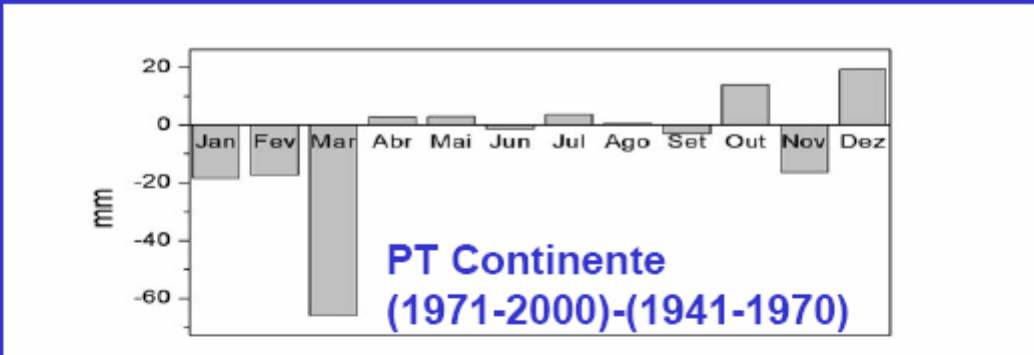 20
0
Jan Fev Mar Abr Mai Jun Jul Ago Set Out Nov Dez
-20
mm
-40
PT Continente
-60
(1971-2000)-(1941-1970)